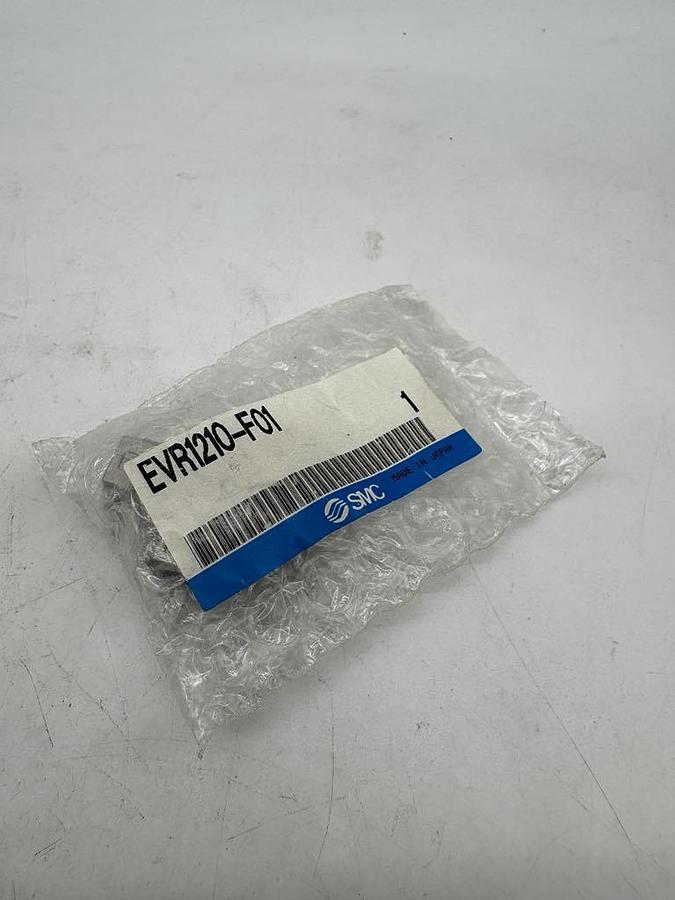 EVR1210-F01
1
SMC
MADE IN JAPAN